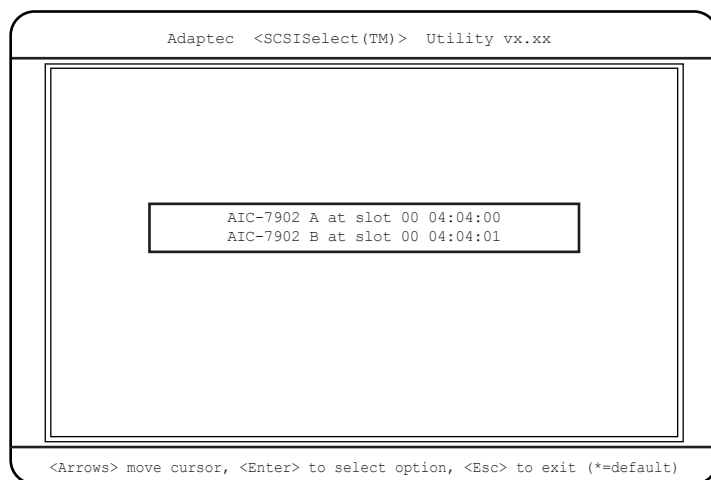 Adaptec <SCSISelect(TM)> Utility vx.xx
AIC-7902 A at slot 00 04:04:00
AIC-7902 B at slot 00 04:04:01
<Arrows> move cursor, <Enter> to select option, <Esc> to exit (*=default)